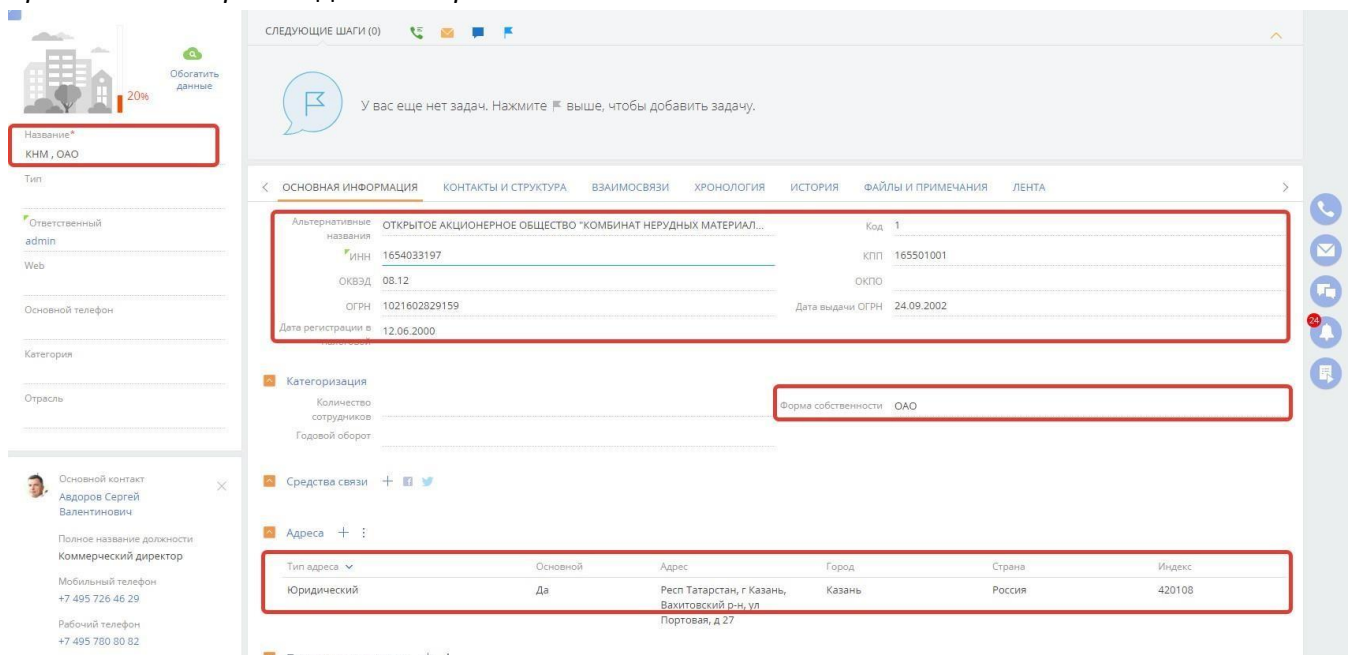 СЛЕДУЮЩИЕ ШАГИ (0)
Обогатить
данные
20%
У вас еще нет задач. Нажмите выше, чтобы добавить задачу.
Название*
КНМ , ОАО
Тип
Ответственный
admin
Web
Основной телефон
Категория
Отрасль
ОСНОВНАЯ ИНФОРМАЦИЯ КОНТАКТЫ И СТРУКТУРА ВЗАИМОСВЯЗИ ХРОНОЛОГИЯ ИСТОРИЯ ФАЙЛЫ И ПРИМЕЧАНИЯ ЛЕНТА
Альтернативные
названия
ОТКРЫТОЕ АКЦИОНЕРНОЕ ОБЩЕСТВО "КОМБИНАТ НЕРУДНЫХ МАТЕРИАЛ...
Код 1
ИНН 1654033197
КПП 165501001
ОКВЭД 08.12
ОКПО
ОГРН 1021602829159
Дата выдачи ОГРН 24.09.2002
Дата регистрации в
12.06.2000
24
Категоризация
Количество
сотрудников
Форма собственности ОАО
Годовой оборот
Средства связи
Адреса
Тип адреса Основной Адрес Город Страна Индекс
Юридический Да Респ Татарстан, г Казань, Казань Россия 420108
Вахитовский р-н, ул
Портовая, д 27
Основной контакт
Авдоров Сергей
Валентинович
Полное название должности
Коммерческий директор
Мобильный телефон
+7 495 726 46 29
Рабочий телефон
+7 495 780 80 82